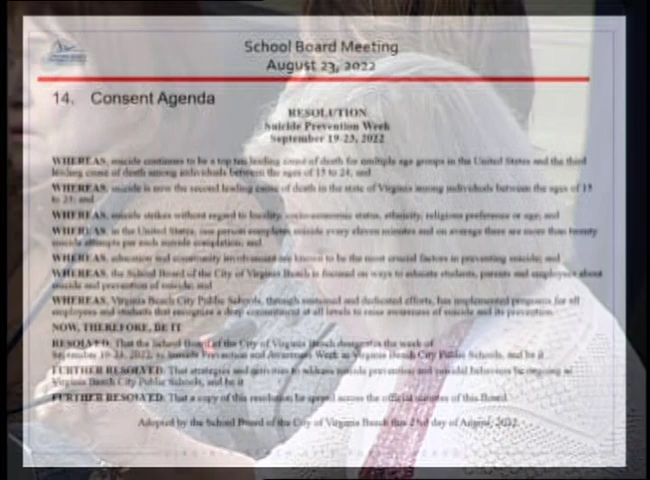 School Board Meeting
August 23, 2022
14. Consent Agenda
RESOLUTION
Suicide Prevention Week
September 19-23, 2022
WHEREAS, suicide continues to be a top ten leading cause of death for multiple age groups in the United States and the third
leading cause of death among individuals between the ages of 15 to 24; and
WHEREAS, suicide is now the second leading cause of death in the state of Virginia among individuals between the ages of 15
to 25; and
WHEREAS, suicide strikes without regard to locality, socioeconomic status, ethnicity, religious preference or age; and
WHEREAS, in the United States, one person completes suicide every eleven minutes and on average there are more than twenty
suicide attempts per each suicide completion; and
WHEREAS, education and community involvement are known to be the most crucial factors in preventing suicide; and
WHEREAS, the School Board of the City of Virginia Beach is focused on ways to educate students, parents and employees about
suicide and prevention of suicide; and
WHEREAS, Virginia Beach City Public Schools, through sustained and dedicated efforts, has implemented programs for all
employees and students that recognize a deep commitment at all levels to raise awareness of suicide and its prevention.
NOW, THEREFORE, BE IT
RESOLVED: That the School Board of the City of Virginia Beach designates the week of
September 19-23, 2022, as Suicide Prevention and Awareness Week in Virginia Beach City Public Schools, and be it
FURTHER RESOLVED: That strategies and activities to address suicide prevention and suicidal behaviors be ongoing in
Virginia Beach City Public Schools, and be it
FURTHER RESOLVED: That a copy of this resolution be spread across the official minutes of this Board.
Adopted by the School Board of the City of Virginia Beach this 23rd day of August, 2022.